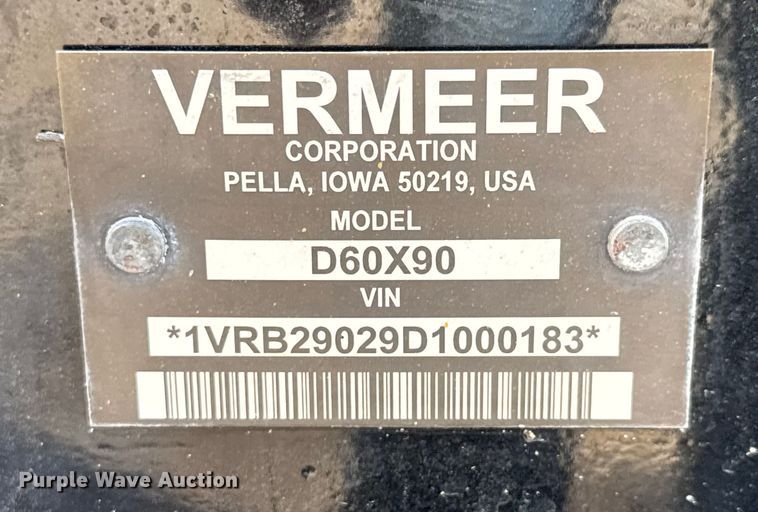 VERMEER
CORPORATION
PELLA, IOWA 50219, USA
MODEL
D60X90
VIN
*1VRB29029D1000183*
Purple Wave Auction